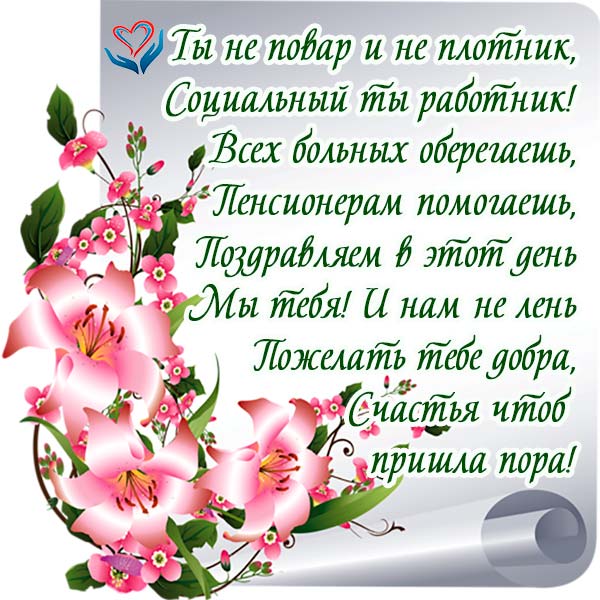 Ты не повар и не плотник,
Социальный ты работник!
Всех больных оберегаешь,
Пенсионерам помогаешь,
Поздравляем в этот день
Мы тебя! И нам не лень
Пожелать тебе добра,
Счастья чтоб
пришла пора!